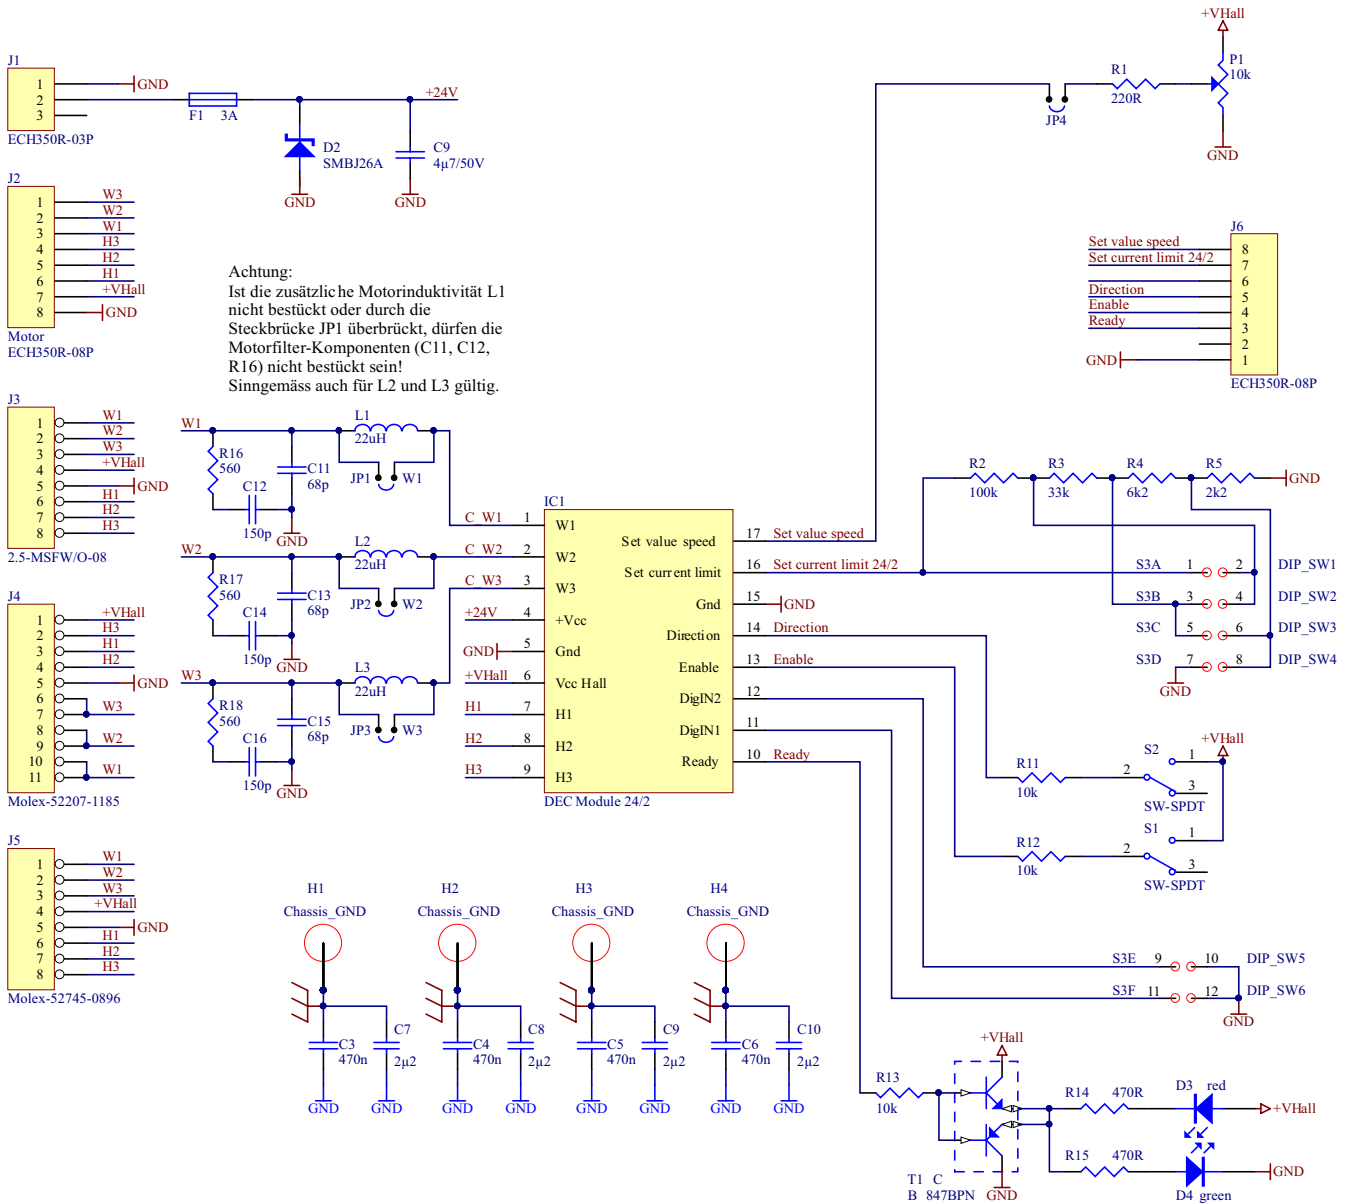 J1
1
GND
2
3
F1 3A
+24V
ECH350R-03P
D2
SMBJ26A
GND
C9
4µ7/50V
GND
+VHall
P1
10k
R1
220R
JP4
GND
J2
1 W3
2 W2
3 W1
4 H3
5 H2
6 H1
7 +VHall
8 GND
Motor
ECH350R-08P
Achtung:
Ist die zusätzliche Motorinduktivität L1
nicht bestückt oder durch die
Steckbrücke JP1 überbrückt, dürfen die
Motorfilter-Komponenten (C11, C12,
R16) nicht bestückt sein!
Sinngemäss auch für L2 und L3 gültig.
J6
Set value speed 8
Set current limit 24/2 7
6
Direction 5
Enable 4
Ready 3
2
GND 1
ECH350R-08P
J3
1 W1
2 W2
3 W3
4 +VHall
5 GND
6 H1
7 H2
8 H3
2.5-MSFW/O-08
W1
R16
560
C12
150p
C11
68p
GND
L1
22uH
JP1 W1
W2
R17
560
C14
150p
C13
68p
GND
L2
22uH
JP2 W2
W3
R18
560
C16
150p
C15
68p
GND
L3
22uH
JP3 W3
J4
1 +VHall
2 H3
3 H1
4 H2
5 GND
6
7 W3
8
9 W2
10
11 W1
Molex-52207-1185
IC1
C_W1 1 W1
C_W2 2 W2
C_W3 3 W3
+24V 4 +Vcc
GND 5 Gnd
+VHall 6 Vcc Hall
H1 7 H1
H2 8 H2
H3 9 H3
Set value speed 17 Set value speed
Set current limit 16 Set current limit 24/2
Gnd 15 GND
Direction 14 Direction
Enable 13 Enable
DigIN2 12
DigIN1 11
Ready 10 Ready
DEC Module 24/2
R2
100k
R3
33k
R4
6k2
R5
2k2
GND
S3A 1 2 DIP_SW1
S3B 3 4 DIP_SW2
S3C 5 6 DIP_SW3
S3D 7 8 DIP_SW4
GND
+VHall
R11
10k
S2
1
2
3
SW-SPDT
R12
10k
S1
1
2
3
SW-SPDT
J5
1 W1
2 W2
3 W3
4 +VHall
5 GND
6 H1
7 H2
8 H3
Molex-52745-0896
H1
Chassis_GND
C3
470n
C7
2µ2
GND GND
H2
Chassis_GND
C4
470n
C8
2µ2
GND GND
H3
Chassis_GND
C5
470n
C9
2µ2
GND GND
H4
Chassis_GND
C6
470n
C10
2µ2
GND GND
S3E 9 10 DIP_SW5
S3F 11 12 DIP_SW6
GND
+VHall
R13
10k
T1 C
B 847BPN
GND
R14 470R
D3 red
+VHall
R15 470R
GND
D4 green